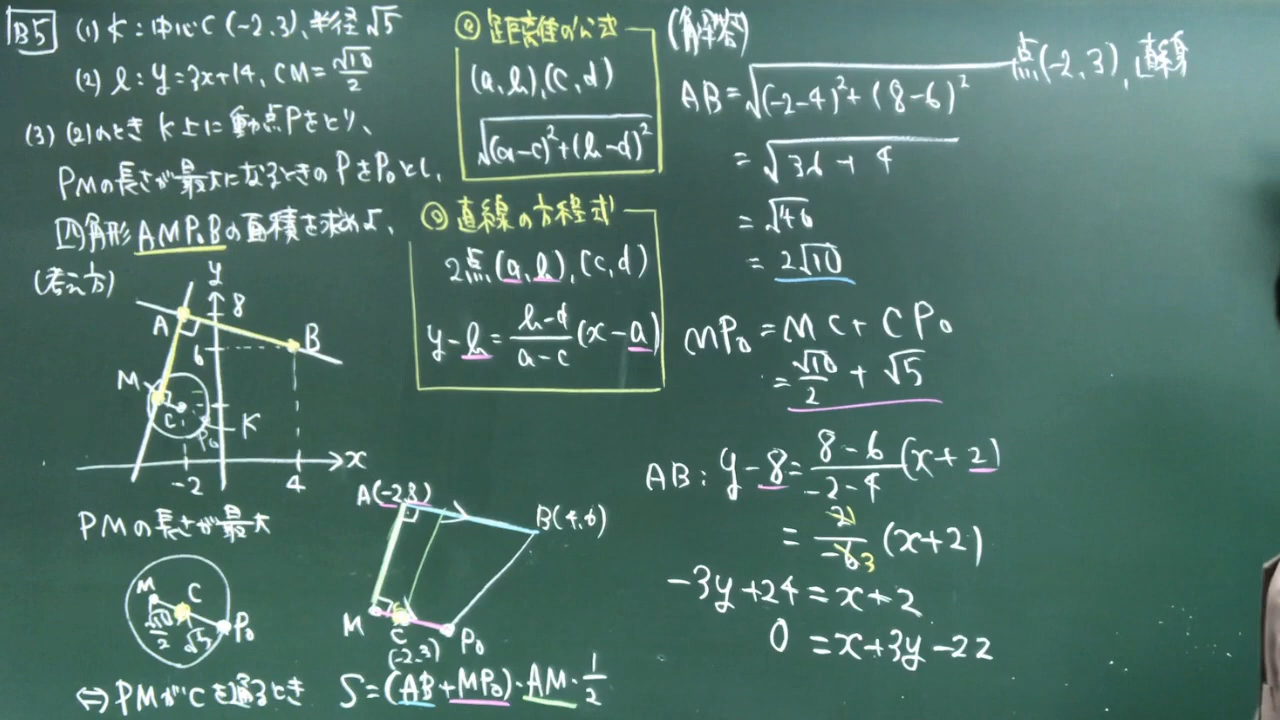 B5 (1) K:中心C(-2,3)、半径√5
(2) l:y=3x+14, CM=√10/2
(3) (2)のとき K上に動点Pをとり、
PMの長さが最大になるときのPをP₀とし、
四角形AMP₀Bの面積を求めよ、
(考え方)
y
8
A
B
6
M
C
P₀
K
x
-2
4
PMの長さが最大
M
C
P₀
√10/2
√5
⇔PMがCを通るとき
◎距離の公式
(a,b),(c,d)
√((a-c)²+(b-d)²)
◎直線の方程式
2点(a,b),(c,d)
y-b=(b-d)/(a-c)(x-a)
A(-2,8)
B(4,6)
M
C
(-2,3)
P₀
S=(AB+MP₀)・AM・1/2
(解答)
AB=√((-2-4)²+(8-6)²)
=√(36+4)
=√40
=2√10
MP₀=MC+CP₀
=√10/2+√5
AB:y-8=(8-6)/(-2-4)(x+2)
=2/-6 3(x+2)
-3y+24=x+2
0=x+3y-22
点(-2,3),直線